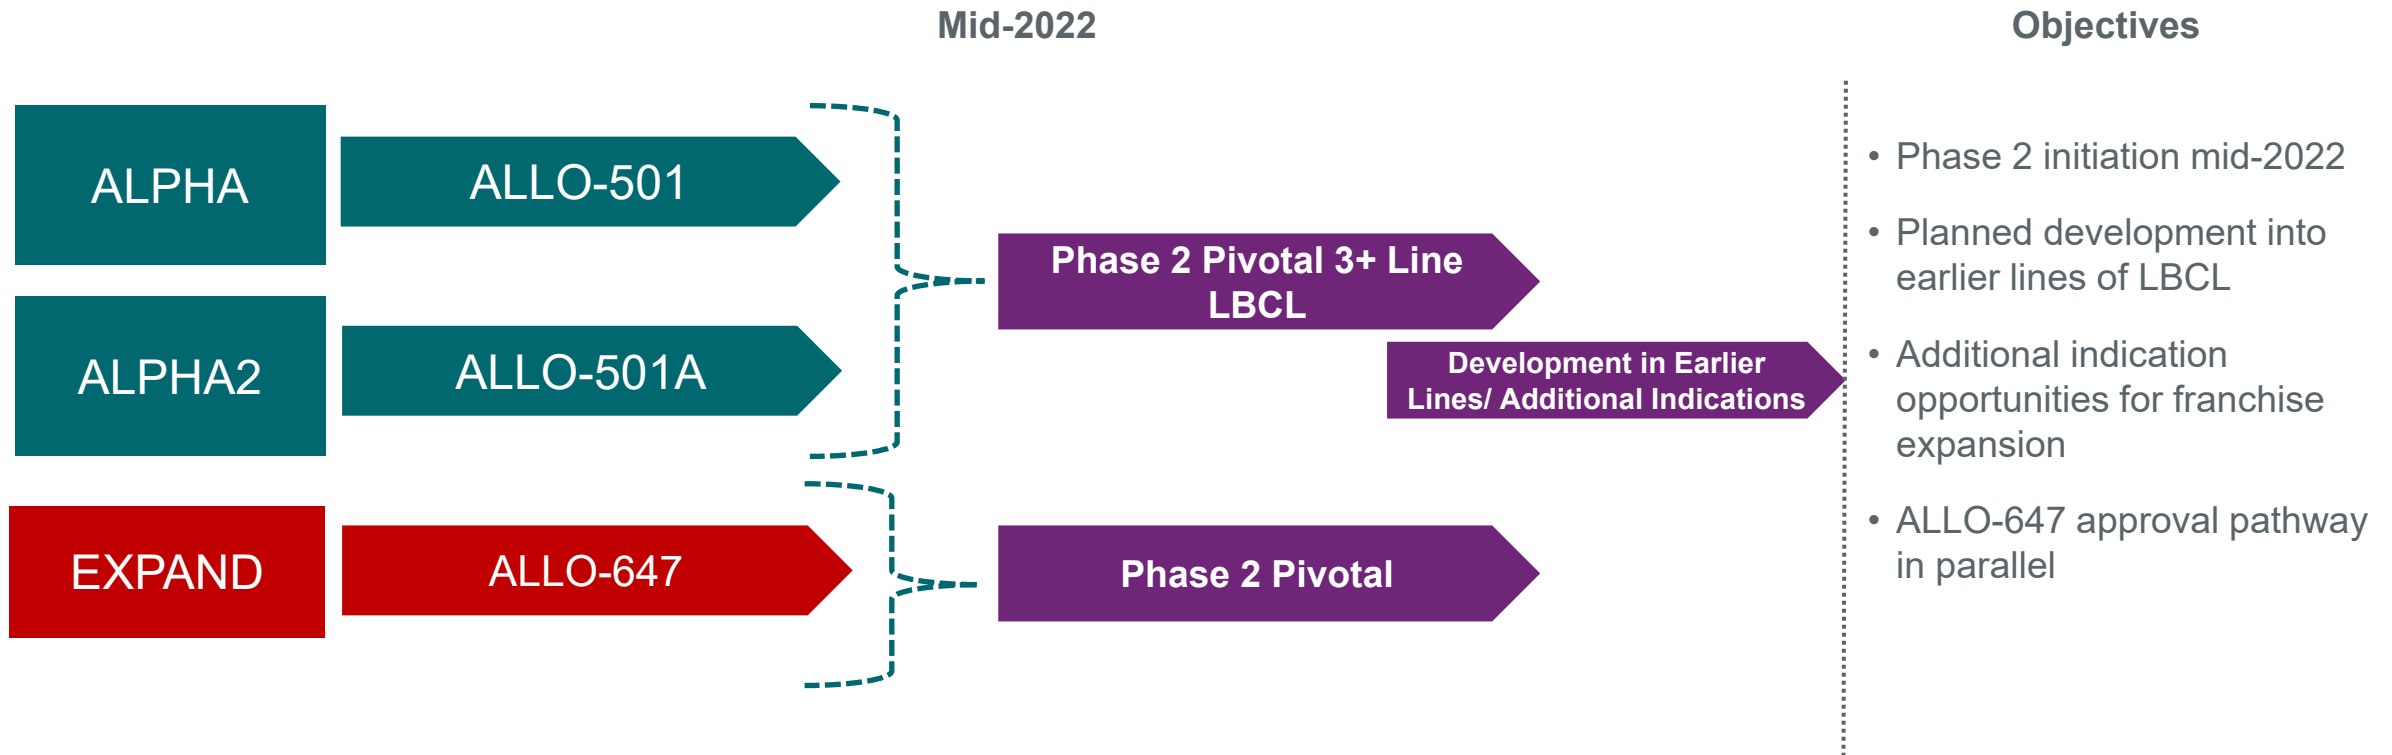 Mid-2022
Objectives
ALPHA
ALLO-501
ALPHA2
ALLO-501A
EXPAND
ALLO-647
Phase 2 Pivotal 3+ Line
LBCL
Development in Earlier
Lines/ Additional Indications
Phase 2 Pivotal
• Phase 2 initiation mid-2022
• Planned development into
earlier lines of LBCL
• Additional indication
opportunities for franchise
expansion
• ALLO-647 approval pathway
in parallel